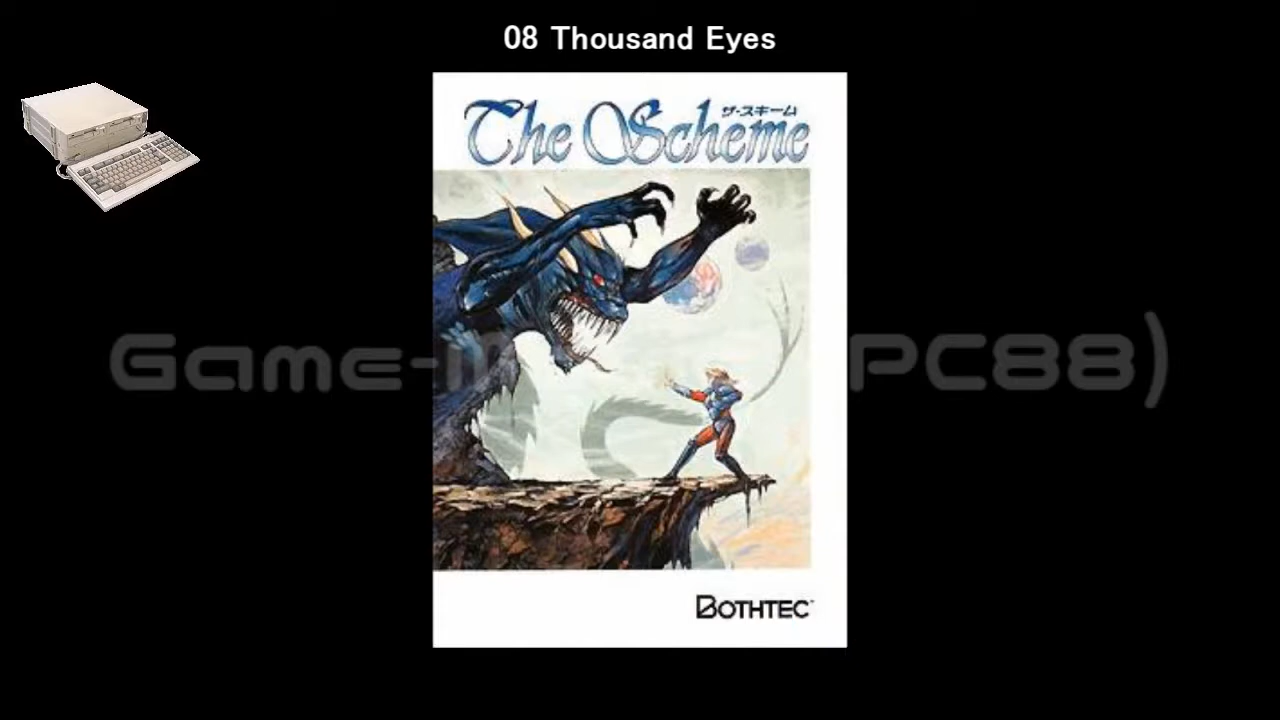 08 Thousand Eyes
ザ・スキーム
The Scheme
Game-M PC88)
BOTHTEC